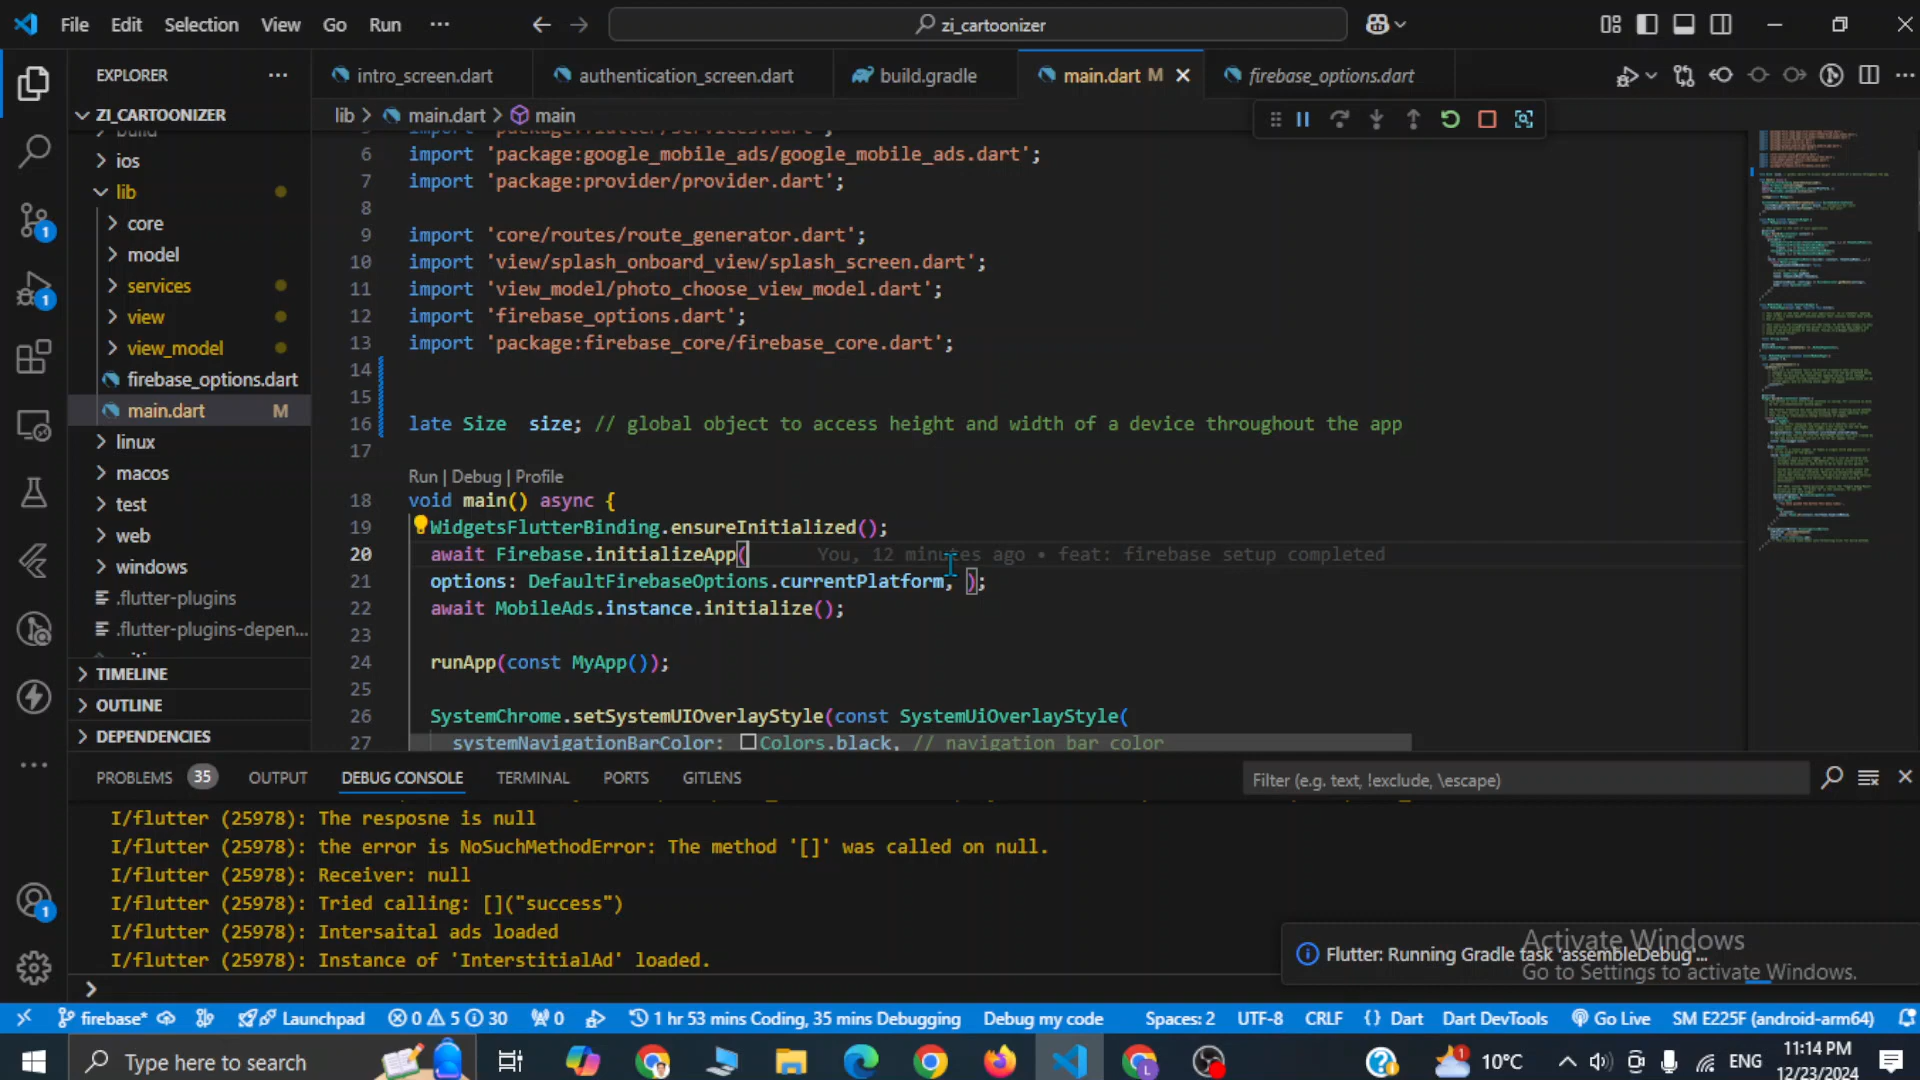 File Edit Selection View Go Run ··· zi_cartoonizer
EXPLORER ···
ZI_CARTOONIZER
build
ios
lib
core
model
services
view
view_model
firebase_options.dart
main.dart M
linux
macos
test
web
windows
.flutter-plugins
.flutter-plugins-depen...
TIMELINE
OUTLINE
DEPENDENCIES
intro_screen.dart authentication_screen.dart build.gradle main.dart M firebase_options.dart
lib > main.dart > main
import 'package:flutter/services.dart';
6 import 'package:google_mobile_ads/google_mobile_ads.dart';
7 import 'package:provider/provider.dart';
8
9 import 'core/routes/route_generator.dart';
10 import 'view/splash_onboard_view/splash_screen.dart';
11 import 'view_model/photo_choose_view_model.dart';
12 import 'firebase_options.dart';
13 import 'package:firebase_core/firebase_core.dart';
14
15
16 late Size size; // global object to access height and width of a device throughout the app
17
Run | Debug | Profile
18 void main() async {
19 WidgetsFlutterBinding.ensureInitialized();
20 await Firebase.initializeApp( You, 12 minutes ago • feat: firebase setup completed
21 options: DefaultFirebaseOptions.currentPlatform, );
22 await MobileAds.instance.initialize();
23
24 runApp(const MyApp());
25
26 SystemChrome.setSystemUIOverlayStyle(const SystemUiOverlayStyle(
27 systemNavigationBarColor: Colors.black, // navigation bar color
PROBLEMS 35 OUTPUT DEBUG CONSOLE TERMINAL PORTS GITLENS Filter (e.g. text, !exclude, \escape)
I/flutter (25978): The resposne is null
I/flutter (25978): the error is NoSuchMethodError: The method '[]' was called on null.
I/flutter (25978): Receiver: null
I/flutter (25978): Tried calling: []("success")
I/flutter (25978): Intersaital ads loaded
I/flutter (25978): Instance of 'InterstitialAd' loaded.
Flutter: Running Gradle task 'assembleDebug'...
Activate Windows
Go to Settings to activate Windows.
firebase* Launchpad 0 5 30 0 1 hr 53 mins Coding, 35 mins Debugging Debug my code Spaces: 2 UTF-8 CRLF {} Dart Dart DevTools Go Live SM E225F (android-arm64)
Type here to search 1 10°C ENG 11:14 PM
12/23/2024